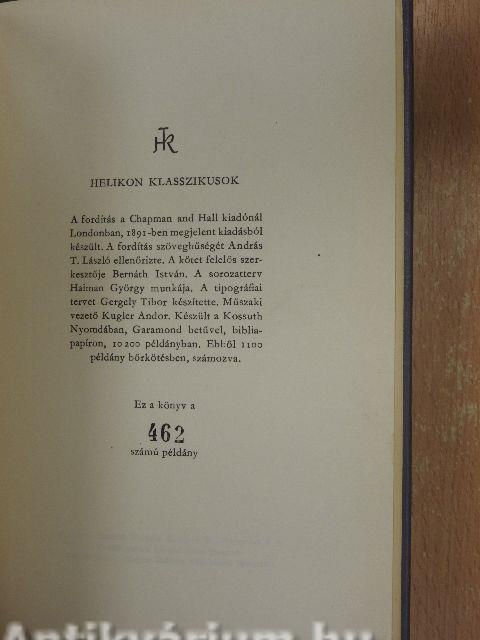 HK
HELIKON KLASSZIKUSOK
A fordítás a Chapman and Hall kiadónál
Londonban, 1891-ben megjelent kiadásból
készült. A fordítás szöveghűségét András
T. László ellenőrizte. A kötet felelős szer-
kesztője Bernáth István. A sorozatterv
Haiman György munkája. A tipográfiai
tervet Gergely Tibor készítette. Műszaki
vezető Kugler Andor. Készült a Kossuth
Nyomdában, Garamond betűvel, biblia-
papíron, 10 200 példányban. Ebből 1100
példány bőrkötésben, számozva.
Ez a könyv a
462
számú példány
Antikvárium.hu